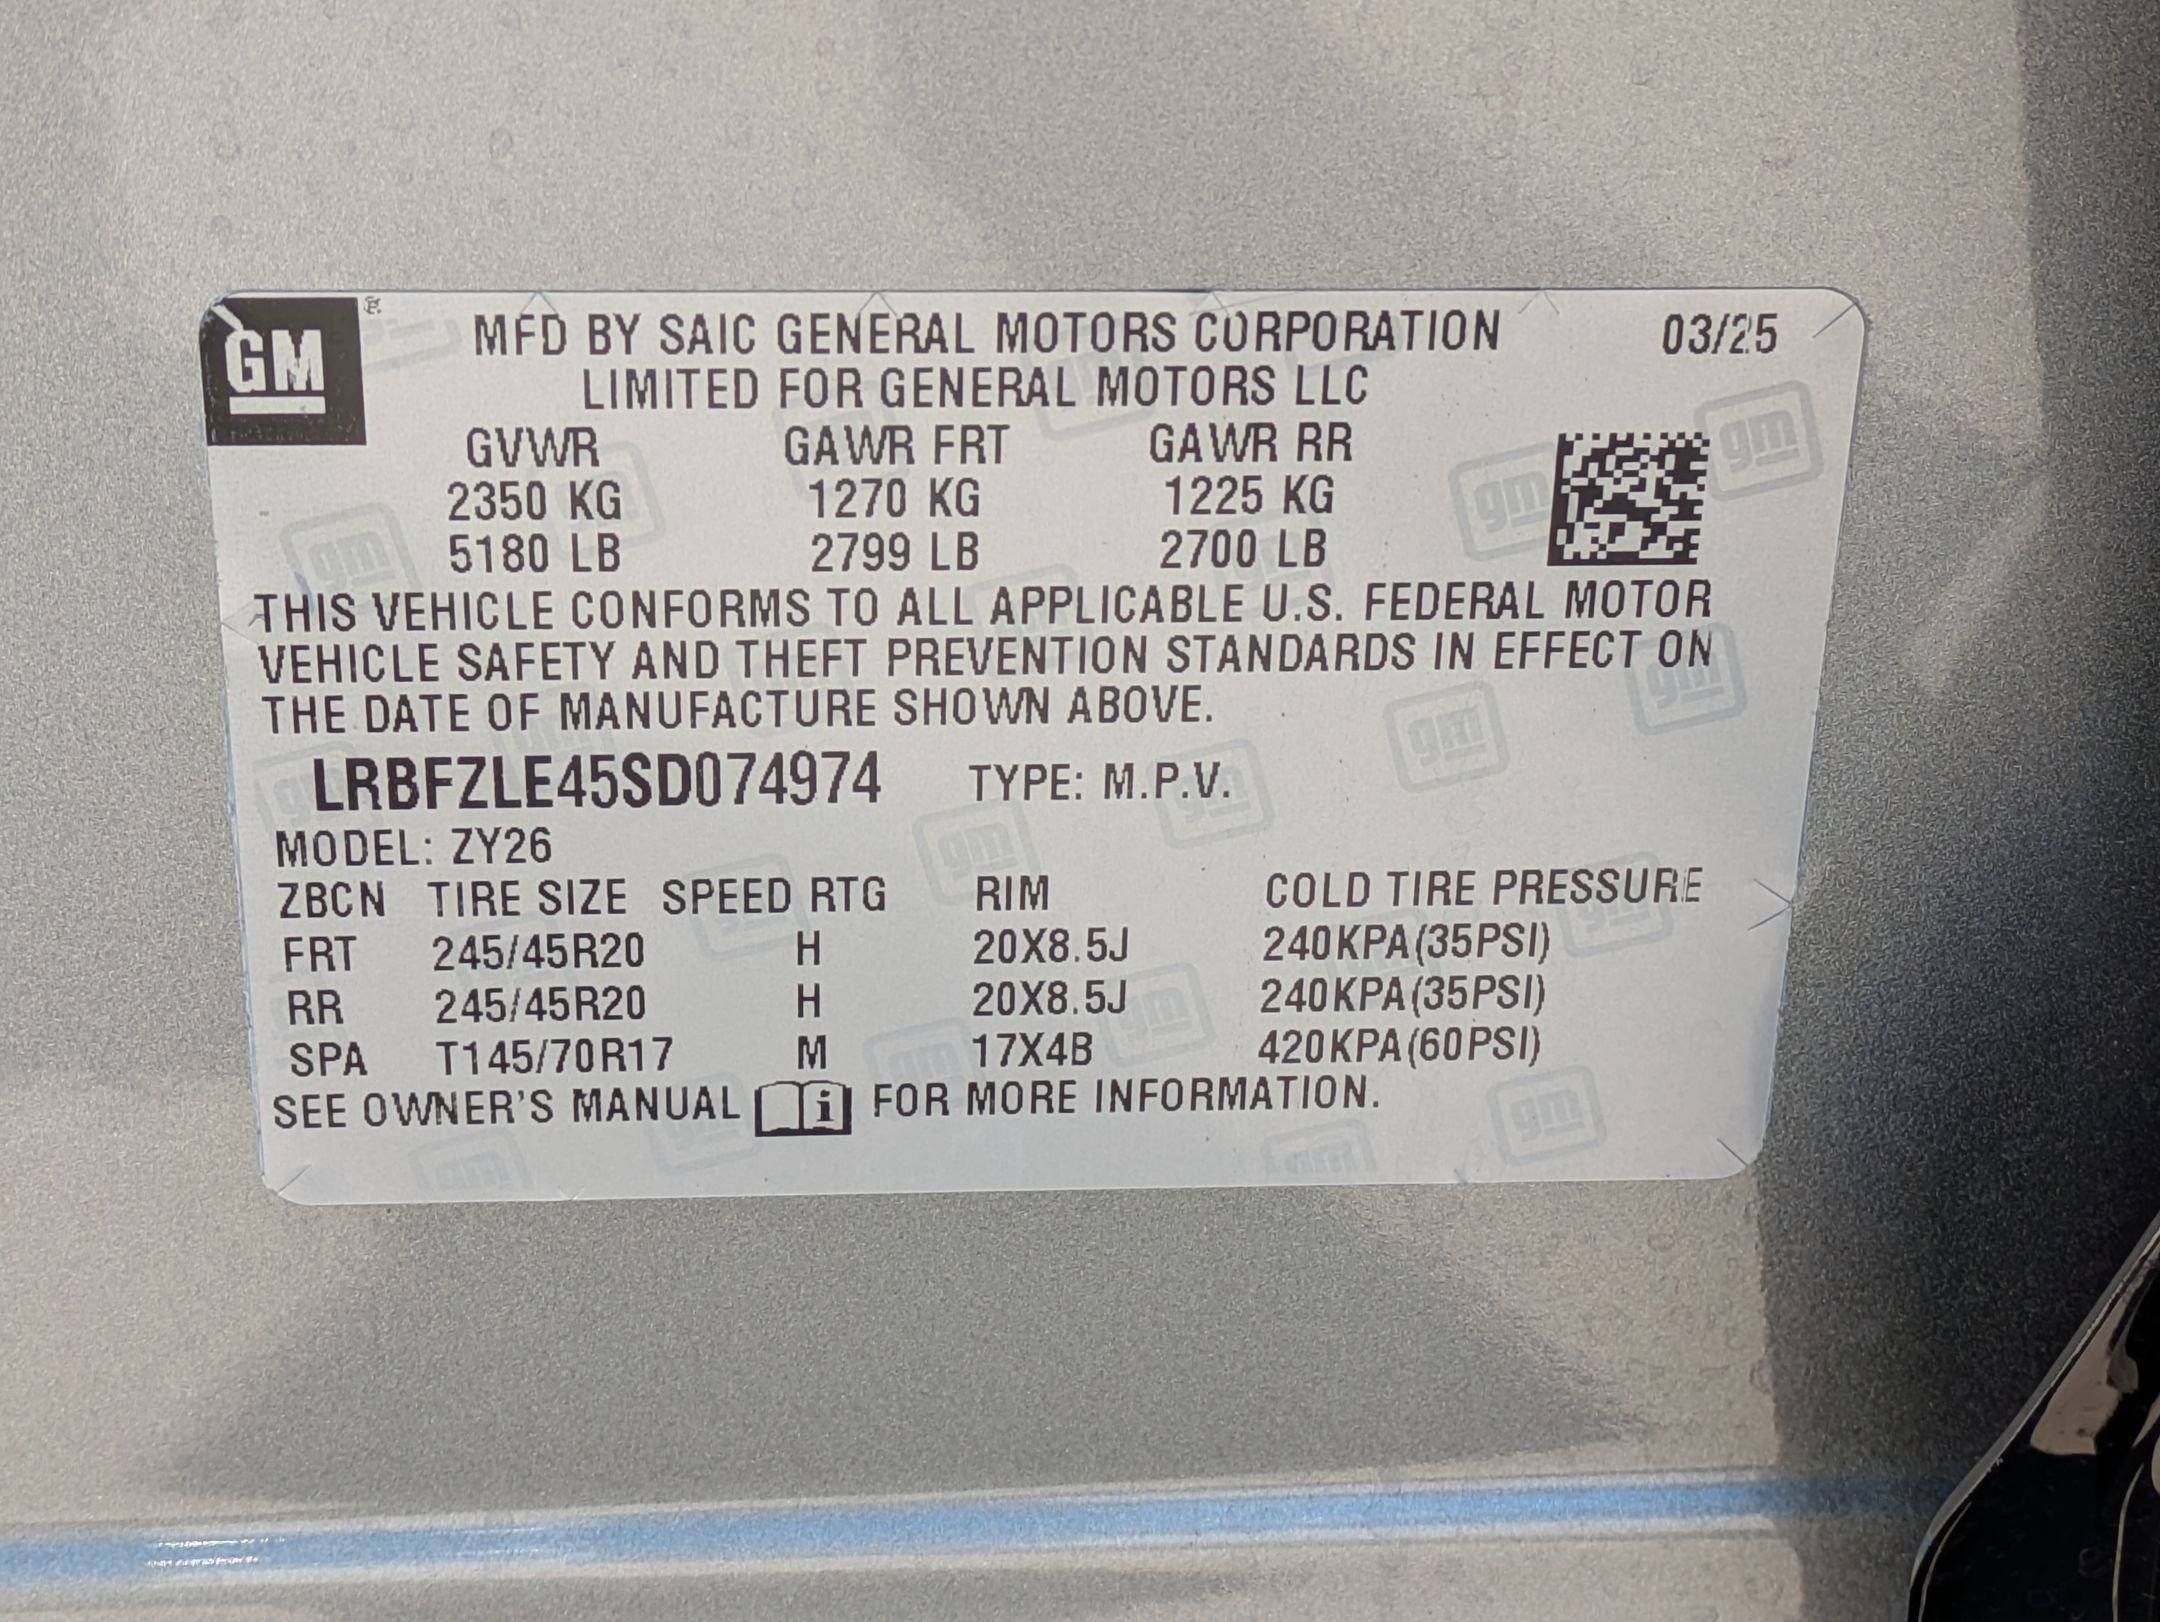 GM
MFD BY SAIC GENERAL MOTORS CORPORATION 03/25
LIMITED FOR GENERAL MOTORS LLC
GVWR GAWR FRT GAWR RR
2350 KG 1270 KG 1225 KG
5180 LB 2799 LB 2700 LB
THIS VEHICLE CONFORMS TO ALL APPLICABLE U.S. FEDERAL MOTOR
VEHICLE SAFETY AND THEFT PREVENTION STANDARDS IN EFFECT ON
THE DATE OF MANUFACTURE SHOWN ABOVE.
LRBFZLE45SD074974 TYPE: M.P.V.
MODEL: ZY26
ZBCN TIRE SIZE SPEED RTG RIM COLD TIRE PRESSURE
FRT 245/45R20 H 20X8.5J 240KPA(35PSI)
RR 245/45R20 H 20X8.5J 240KPA(35PSI)
SPA T145/70R17 M 17X4B 420KPA(60PSI)
SEE OWNER'S MANUAL i FOR MORE INFORMATION.